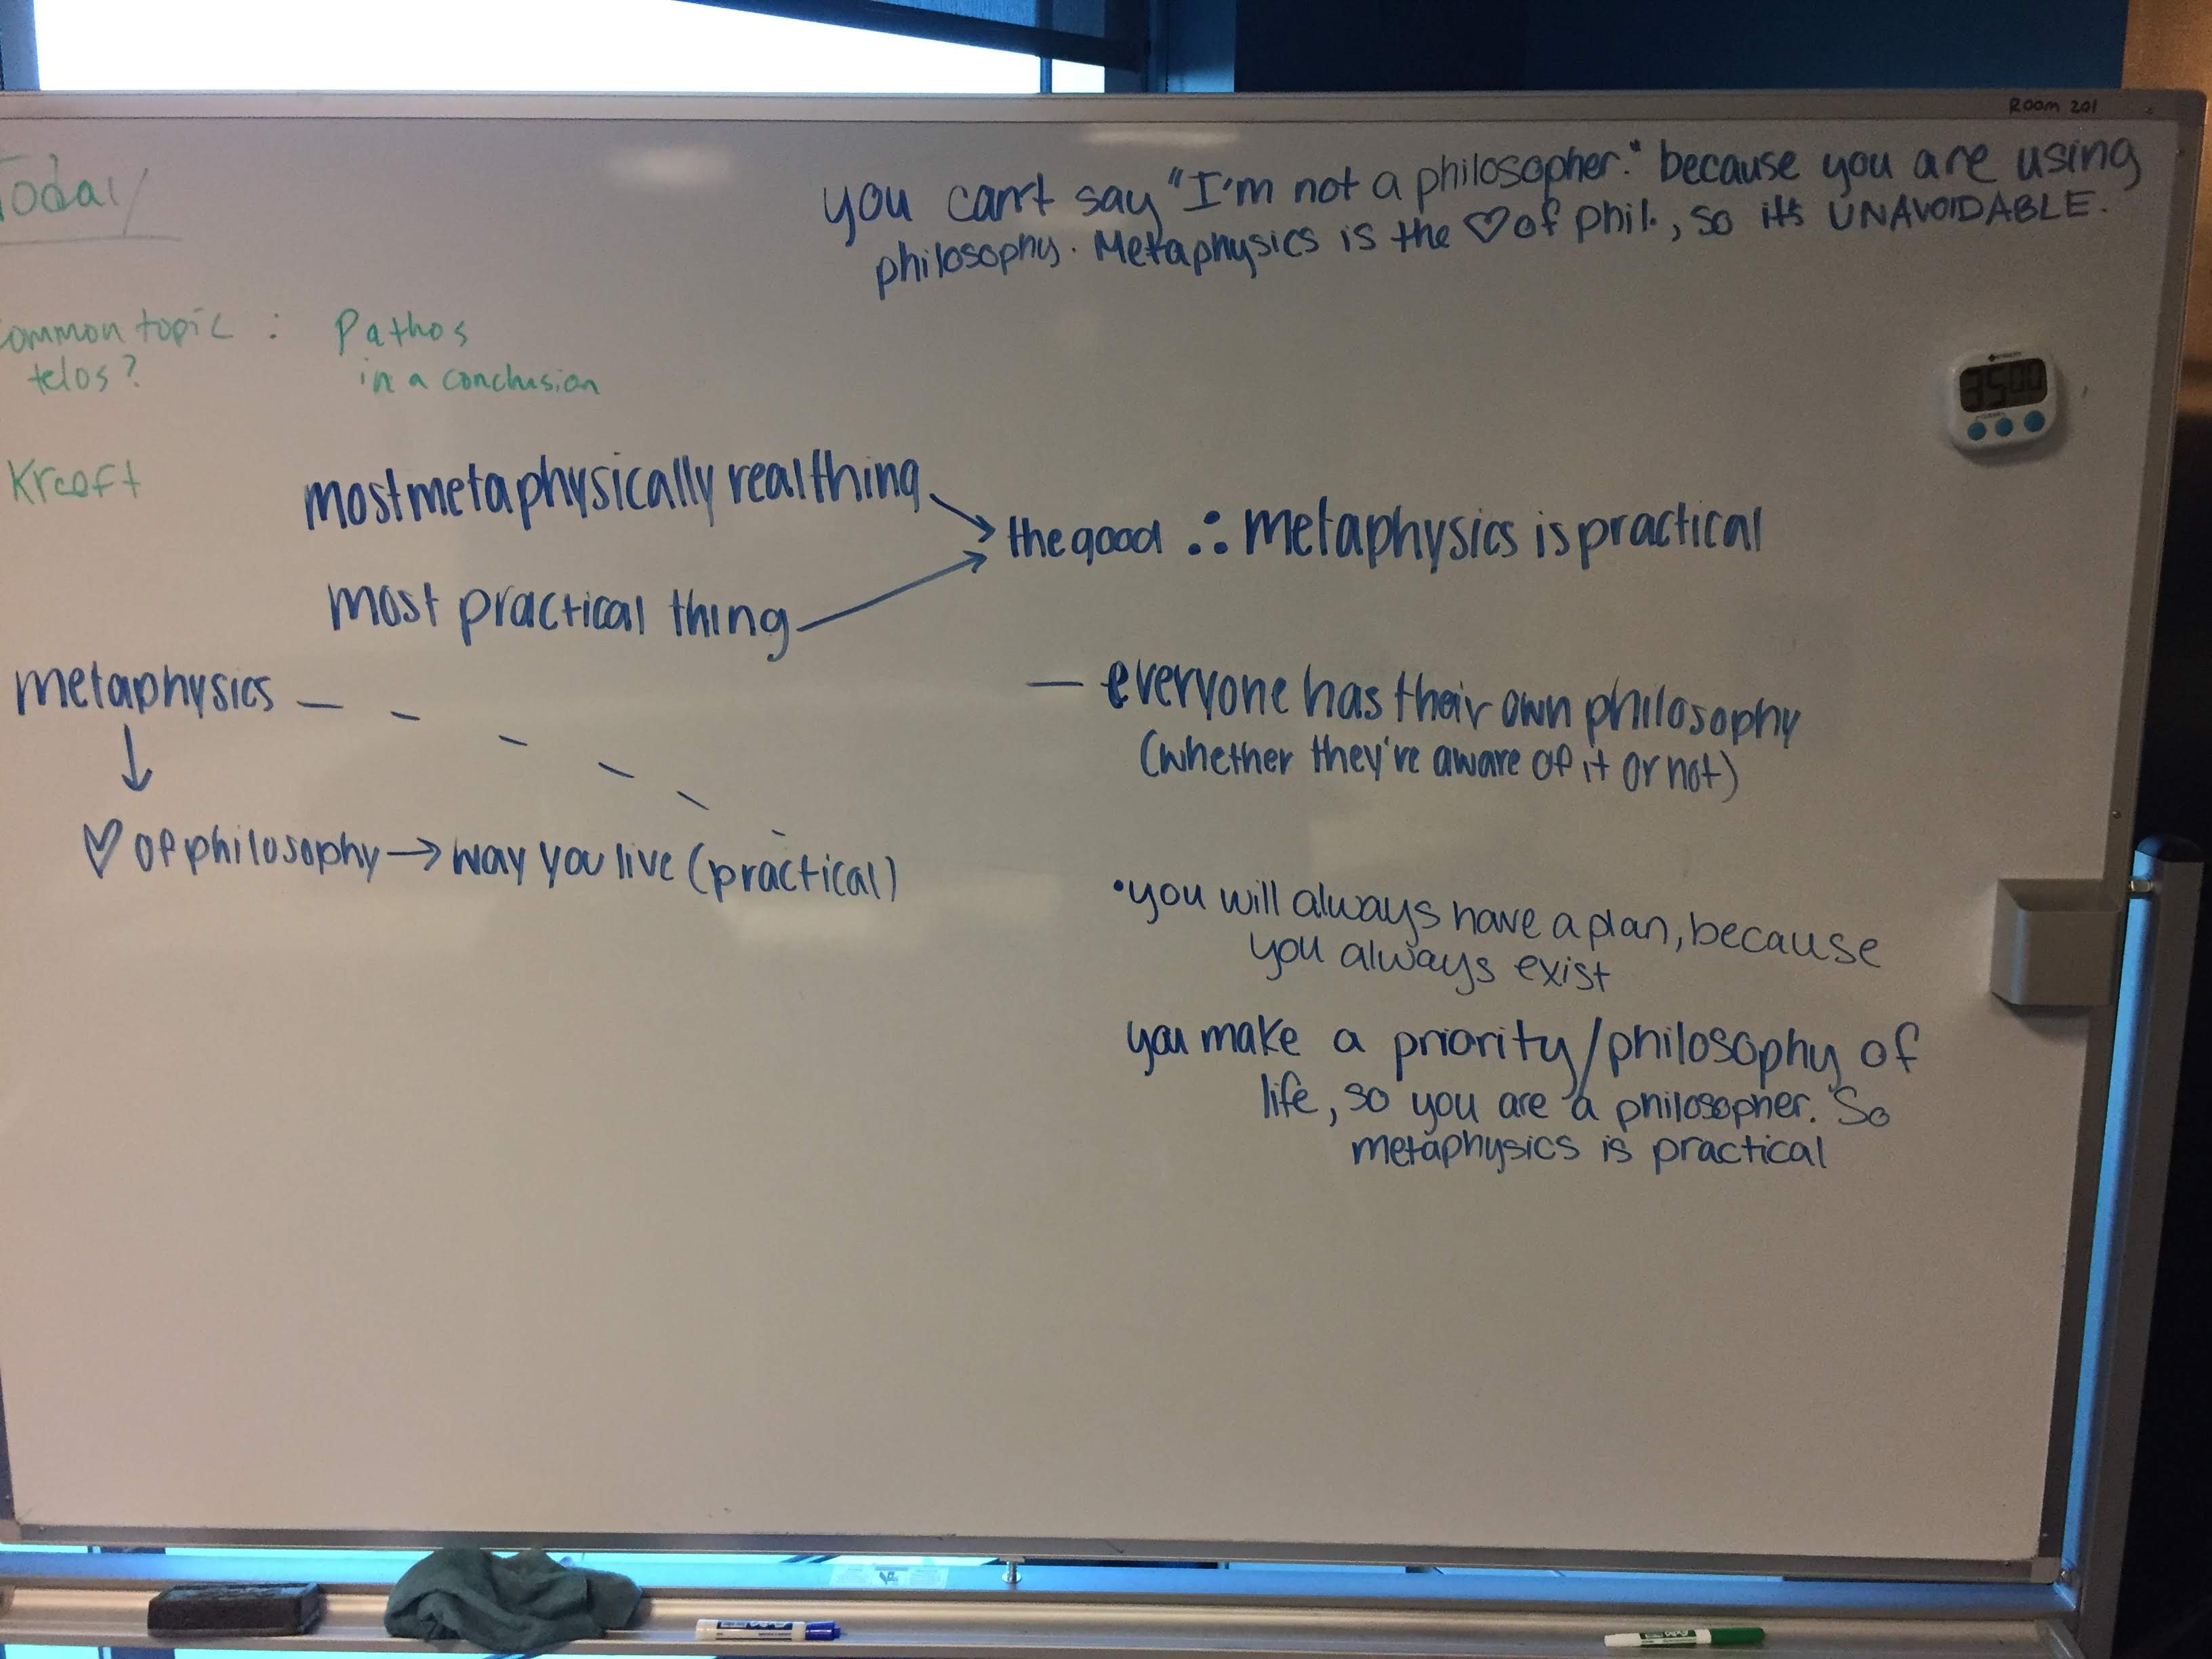 Room 201
Today
you can't say "I'm not a philosopher." because you are using
philosophy. Metaphysics is the ♡ of phil., so it's UNAVOIDABLE.
Common topic : Pathos
telos? in a conclusion
35 00
Kreeft
most metaphysically real thing
the good ∴ metaphysics is practical
most practical thing
metaphysics
— everyone has their own philosophy
(whether they're aware of it or not)
↓
♡ of philosophy → way you live (practical)
• you will always have a plan, because
you always exist
you make a priority/philosophy of
life, so you are a philosopher. So
metaphysics is practical